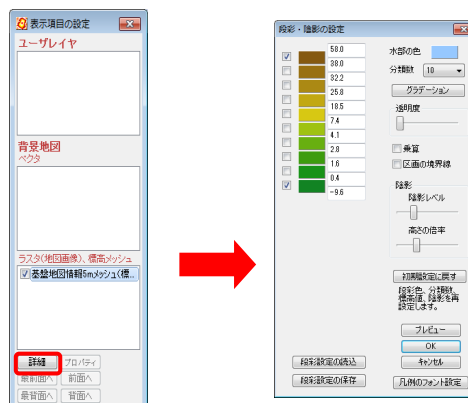 表示項目の設定
ユーザレイヤ
背景地図
ベクタ
ラスタ(地図画像)、標高メッシュ
基盤地図情報5mメッシュ(標...
詳細
プロパティ
最前面へ
前面へ
最背面へ
背面へ
段彩・陰影の設定
58.0
38.0
32.2
25.8
18.5
7.4
4.1
2.8
1.6
0.4
-9.6
水部の色
分類数 10
グラデーション
透明度
乗算
区画の境界線
陰影
陰影レベル
高さの倍率
初期設定に戻す
段彩色、分類数、
標高値、陰影を再
設定します。
プレビュー
OK
キャンセル
段彩設定の読込
段彩設定の保存
凡例のフォント設定